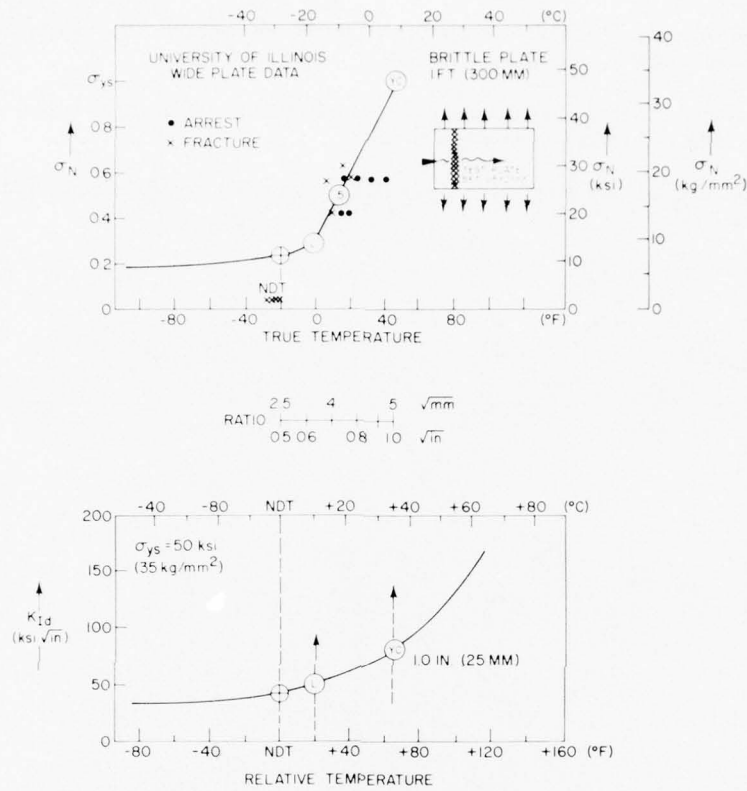 -40 -20 0 20 (°C)
UNIVERSITY OF ILLINOIS
WIDE PLATE DATA
BRITTLE PLATE
1 FT (300 MM)
● ARREST
× FRACTURE
σys
0.8
0.6
0.4
0.2
0
σN
YC
.5
L
NDT
50
40
30
20
10
0
σN
(ksi)
40
30
20
10
0
σN
(kg/mm²)
-80 -40 0 40 80 (°F)
TRUE TEMPERATURE
2.5 4 5 √mm
RATIO
0.5 0.6 0.8 1.0 √in
-40 -80 NDT +20 +40 +60 +80 (°C)
200
150
100
50
0
σys = 50 ksi
(35 kg/mm²)
KId
(ksi √in)
L
YC
1.0 IN. (25 MM)
-80 -40 NDT +40 +80 +120 +160 (°F)
RELATIVE TEMPERATURE